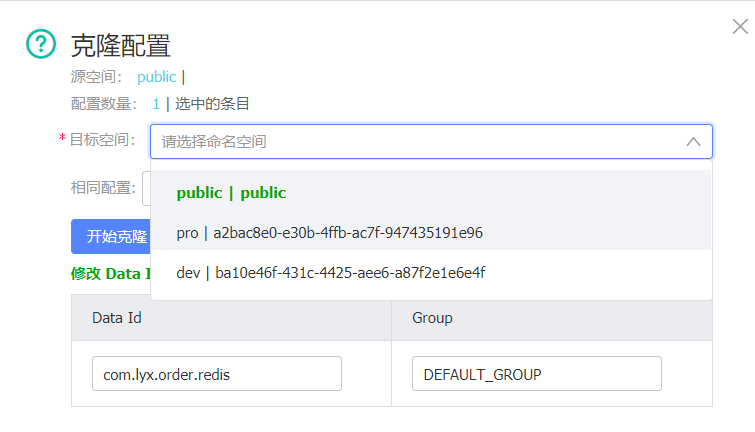 克隆配置
源空间： public |
配置数量： 1 | 选中的条目
* 目标空间： 请选择命名空间
public | public
相同配置:
pro | a2bac8e0-e30b-4ffb-ac7f-947435191e96
开始克隆
dev | ba10e46f-431c-4425-aee6-a87f2e1e6e4f
修改 Data I
Data Id Group
com.lyx.order.redis DEFAULT_GROUP